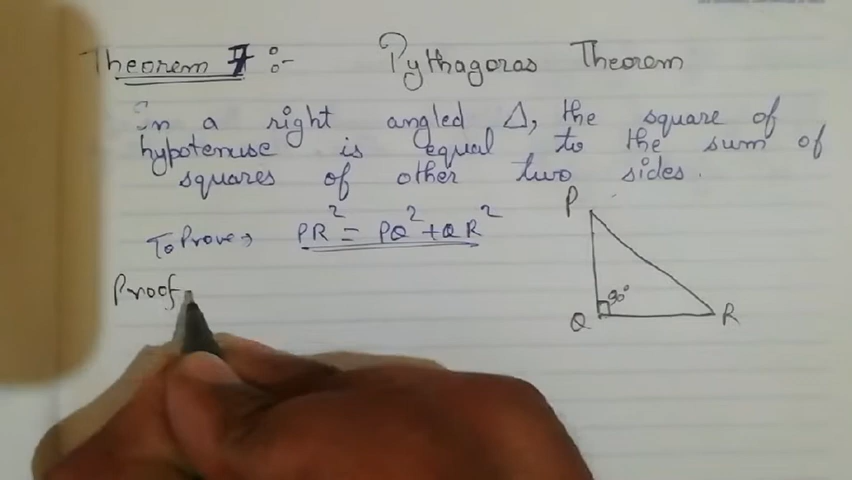 Theorem 7 :-
Pythagoras Theorem
In a right angled Δ, the square of
hypotenuse is equal to the sum of
squares of other two sides.
To Prove → PR² = PQ² + QR²
Proof
P
90°
Q
R